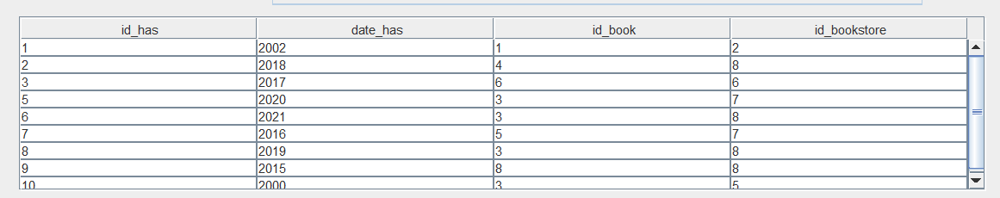 id_has date_has id_book id_bookstore
1 2002 1 2
2 2018 4 8
3 2017 6 6
5 2020 3 7
6 2021 3 8
7 2016 5 7
8 2019 3 8
9 2015 8 8
10 2000 3 5